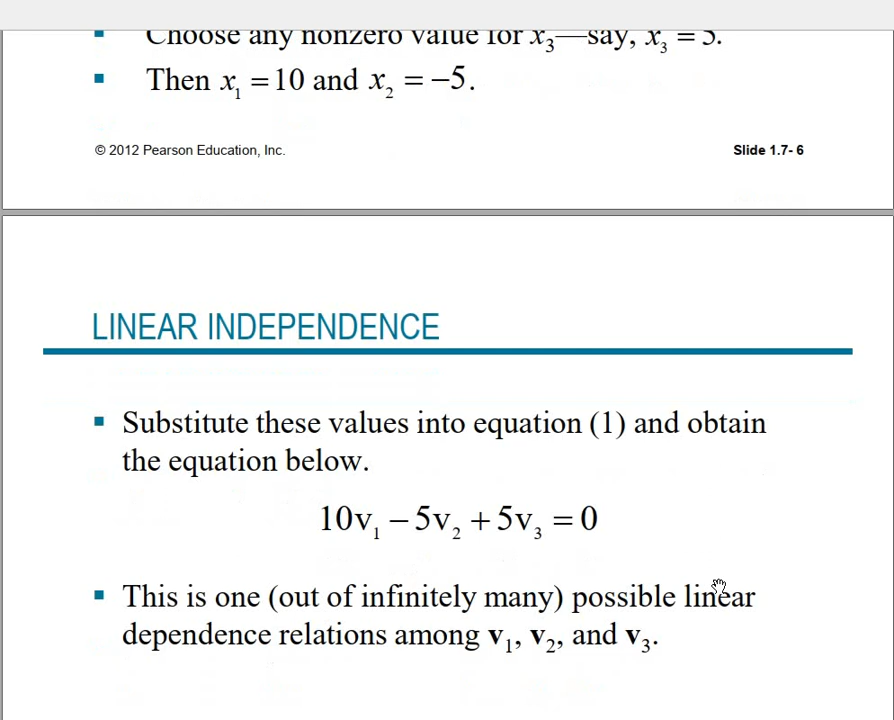 ▪ Choose any nonzero value for x₃—say, x₃ = 5.
▪ Then x₁ = 10 and x₂ = −5.
© 2012 Pearson Education, Inc. Slide 1.7- 6
LINEAR INDEPENDENCE
▪ Substitute these values into equation (1) and obtain
the equation below.
10v₁ − 5v₂ + 5v₃ = 0
▪ This is one (out of infinitely many) possible linear
dependence relations among v₁, v₂, and v₃.